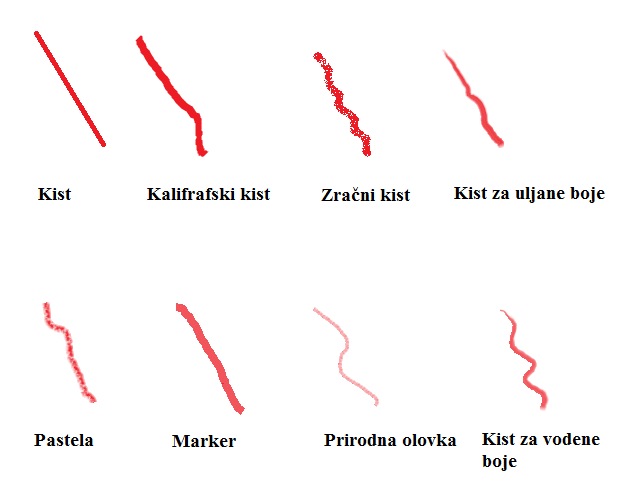 Kist
Kalifrafski kist
Zračni kist
Kist za uljane boje
Pastela
Marker
Prirodna olovka
Kist za vodene
boje